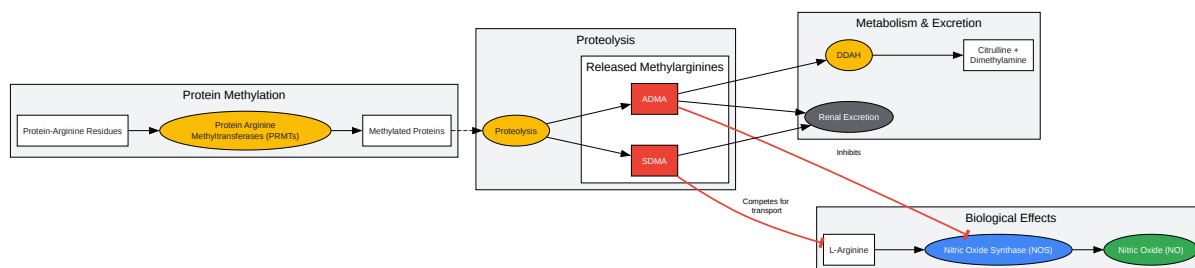 Metabolism & Excretion
Proteolysis
DDAH
Citrulline +
Dimethylamine
Released Methylarginines
Protein Methylation
ADMA
Protein-Arginine Residues
Protein Arginine
Methyltransferases (PRMTs)
Methylated Proteins
Proteolysis
Renal Excretion
SDMA
Inhibits
Competes for
transport
Biological Effects
L-Arginine
Nitric Oxide Synthase (NOS)
Nitric Oxide (NO)